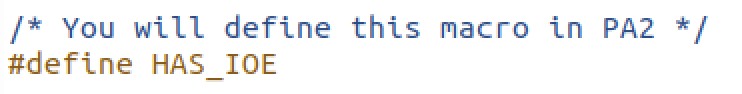 /* You will define this macro in PA2 */
#define HAS_IOE